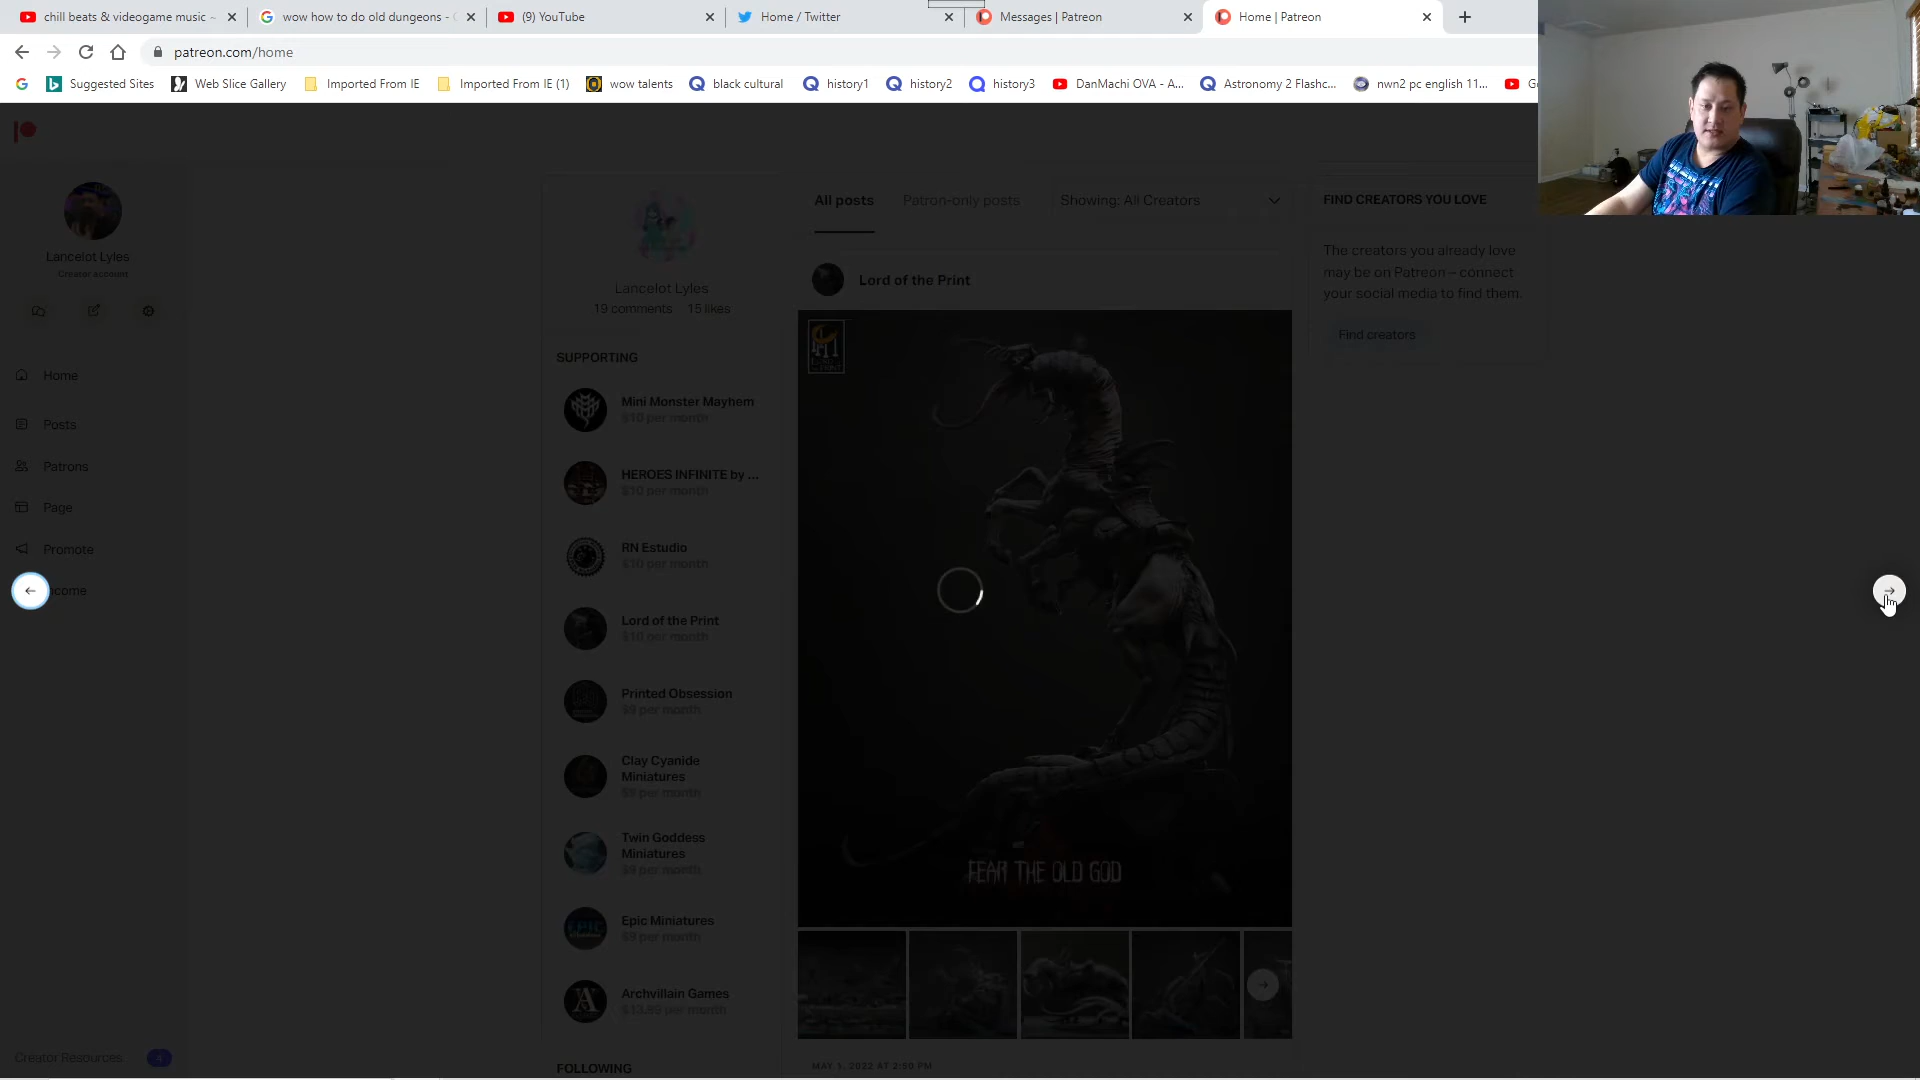 chill beats & videogame music ~
wow how to do old dungeons -
(9) YouTube
Home / Twitter
Messages | Patreon
Home | Patreon
patreon.com/home
Suggested Sites
Web Slice Gallery
Imported From IE
Imported From IE (1)
wow talents
black cultural
history1
history2
history3
DanMachi OVA - A...
Astronomy 2 Flashc...
nwn2 pc english 11...
Lancelot Lyles
Creator account
Home
Posts
Patrons
Page
Promote
come
Creator Resources
Lancelot Lyles
19 comments 15 likes
SUPPORTING
Mini Monster Mayhem
$10 per month
HEROES INFINITE by ...
$10 per month
RN Estudio
$10 per month
Lord of the Print
$10 per month
Printed Obsession
$9 per month
Clay Cyanide
Miniatures
$9 per month
Twin Goddess
Miniatures
$9 per month
Epic Miniatures
$9 per month
Archvillain Games
$13.99 per month
FOLLOWING
All posts
Patron-only posts
Showing: All Creators
Lord of the Print
FEAR THE OLD GOD
MAY 1, 2022 AT 2:50 PM
FIND CREATORS YOU LOVE
The creators you already love
may be on Patreon – connect
your social media to find them.
Find creators